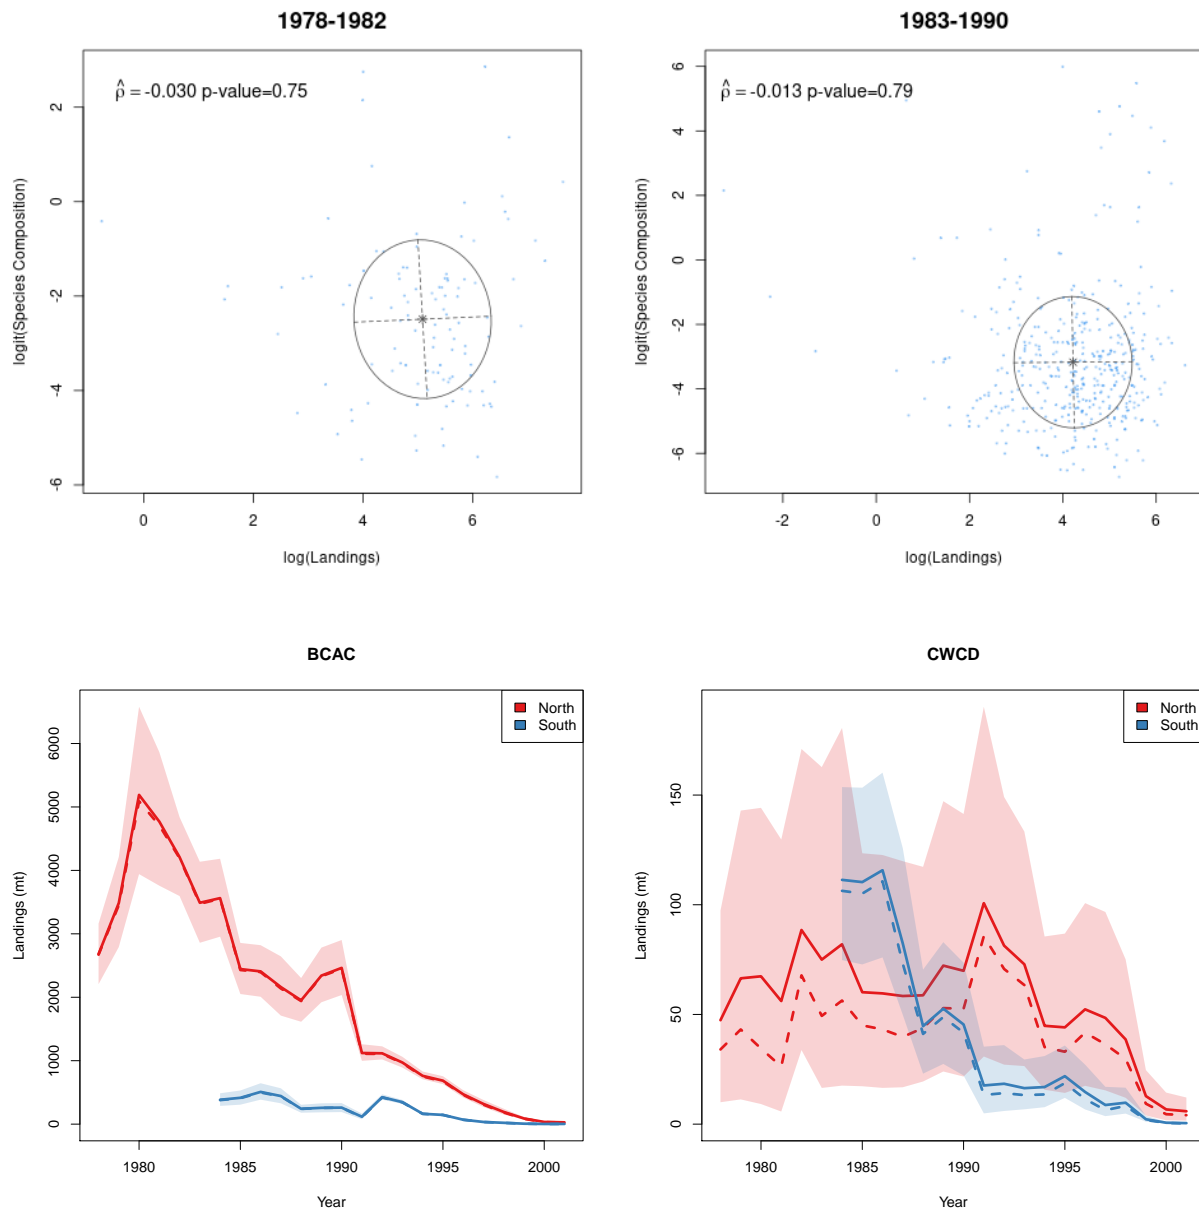 1978-1982
ρ̂ = -0.030 p-value=0.75
logit(Species Composition)
2
0
-2
-4
-6
0 2 4 6
log(Landings)
1983-1990
ρ̂ = -0.013 p-value=0.79
logit(Species Composition)
6
4
2
0
-2
-4
-6
-2 0 2 4 6
log(Landings)
BCAC
North
South
Landings (mt)
6000
5000
4000
3000
2000
1000
0
1980 1985 1990 1995 2000
Year
CWCD
North
South
Landings (mt)
150
100
50
0
1980 1985 1990 1995 2000
Year